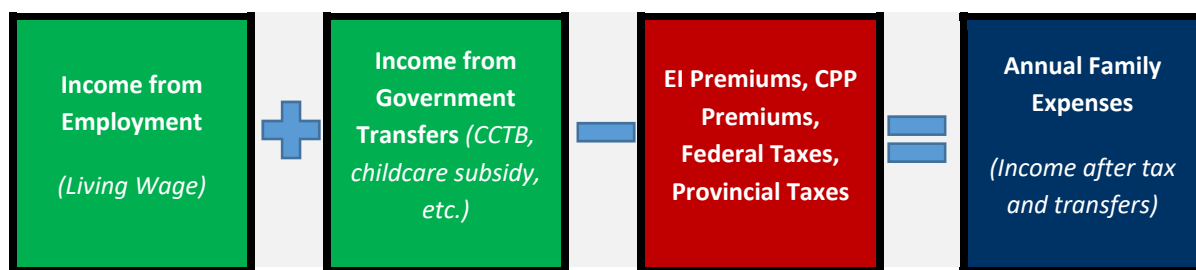 Income from
Employment
(Living Wage)
Income from
Government
Transfers (CCTB,
childcare subsidy,
etc.)
EI Premiums, CPP
Premiums,
Federal Taxes,
Provincial Taxes
Annual Family
Expenses
(Income after tax
and transfers)